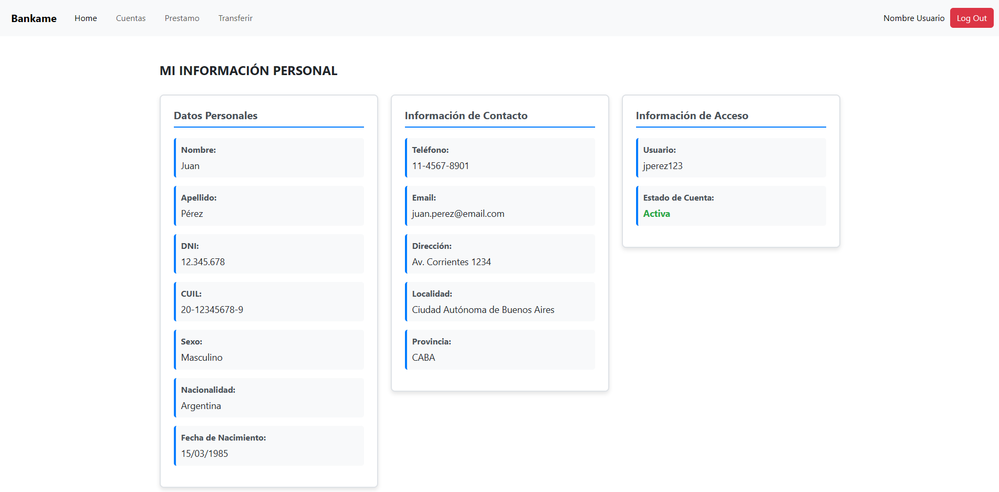 Bankame Home Cuentas Prestamo Transferir Nombre Usuario Log Out
MI INFORMACIÓN PERSONAL
Datos Personales
Nombre:
Juan
Apellido:
Pérez
DNI:
12.345.678
CUIL:
20-12345678-9
Sexo:
Masculino
Nacionalidad:
Argentina
Fecha de Nacimiento:
15/03/1985
Información de Contacto
Teléfono:
11-4567-8901
Email:
juan.perez@email.com
Dirección:
Av. Corrientes 1234
Localidad:
Ciudad Autónoma de Buenos Aires
Provincia:
CABA
Información de Acceso
Usuario:
jperez123
Estado de Cuenta:
Activa